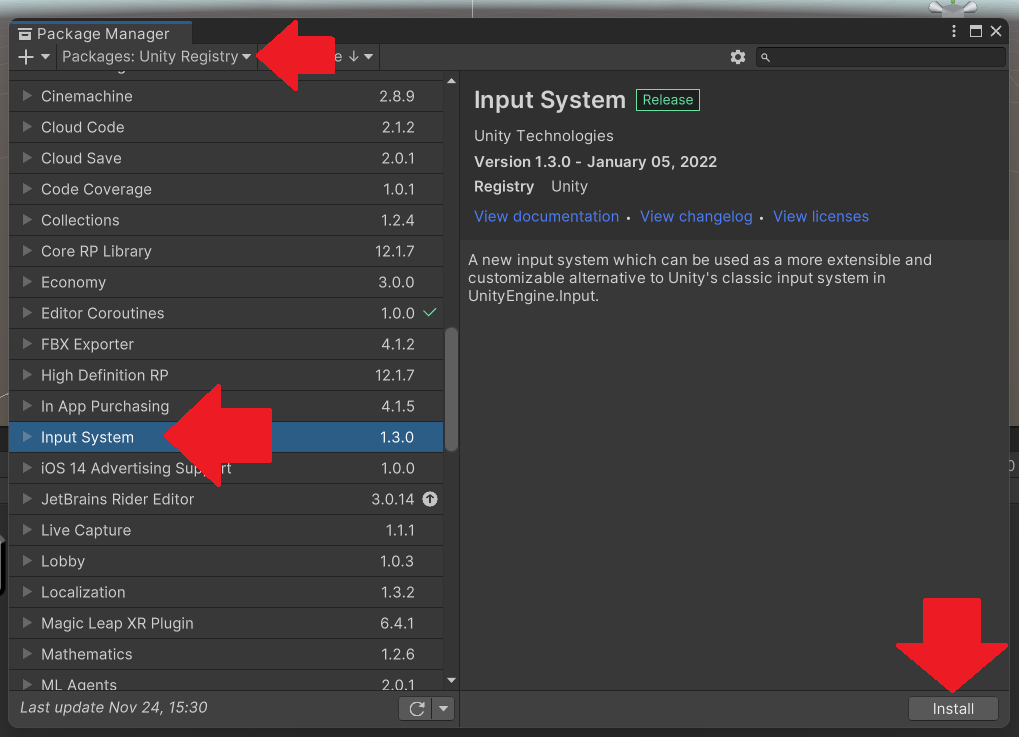 Package Manager
Packages: Unity Registry
Cinemachine 2.8.9
Cloud Code 2.1.2
Cloud Save 2.0.1
Code Coverage 1.0.1
Collections 1.2.4
Core RP Library 12.1.7
Economy 3.0.0
Editor Coroutines 1.0.0
FBX Exporter 4.1.2
High Definition RP 12.1.7
In App Purchasing 4.1.5
Input System 1.3.0
iOS 14 Advertising 1.0.0
JetBrains Rider Editor 3.0.14
Live Capture 1.1.1
Lobby 1.0.3
Localization 1.3.2
Magic Leap XR Plugin 6.4.1
Mathematics 1.2.6
ML Agents 2.0.1
Last update Nov 24, 15:30
Input System Release
Unity Technologies
Version 1.3.0 - January 05, 2022
Registry Unity
View documentation • View changelog • View licenses
A new input system which can be used as a more extensible and
customizable alternative to Unity's classic input system in
UnityEngine.Input.
Install